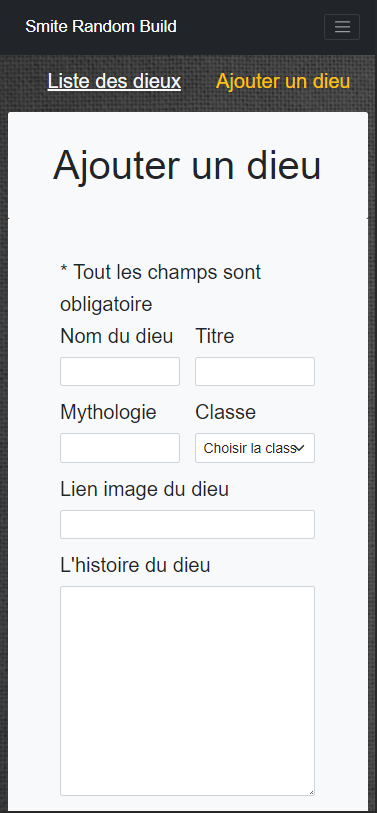 Smite Random Build
Liste des dieux Ajouter un dieu
Ajouter un dieu
* Tout les champs sont
obligatoire
Nom du dieu Titre
Mythologie Classe
Choisir la class
Lien image du dieu
L'histoire du dieu